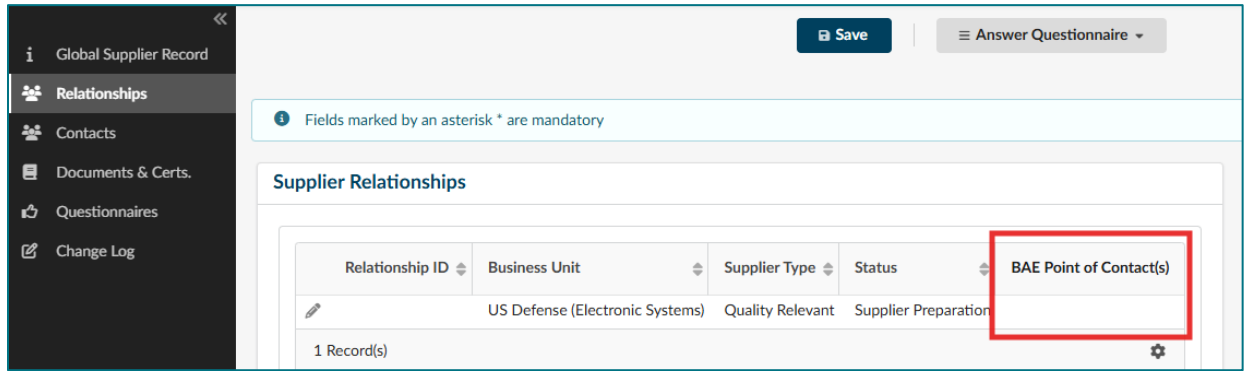 Save
Answer Questionnaire
Global Supplier Record
Relationships
Contacts
Documents & Certs.
Questionnaires
Change Log
Fields marked by an asterisk * are mandatory
Supplier Relationships
Relationship ID Business Unit Supplier Type Status BAE Point of Contact(s)
US Defense (Electronic Systems) Quality Relevant Supplier Preparation
1 Record(s)